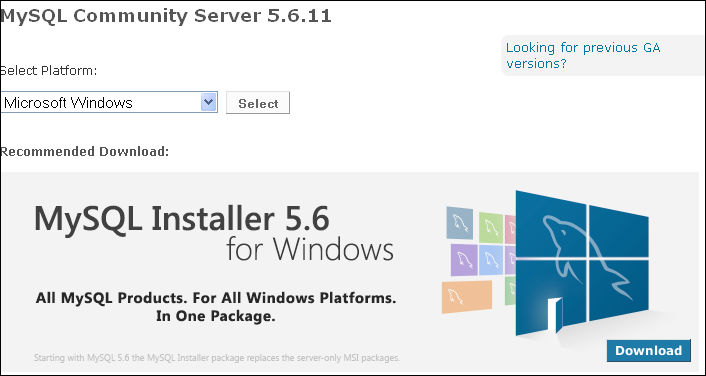 MySQL Community Server 5.6.11
Looking for previous GA
versions?
Select Platform:
Microsoft Windows
Select
Recommended Download:
MySQL Installer 5.6
for Windows
All MySQL Products. For All Windows Platforms.
In One Package.
Starting with MySQL 5.6 the MySQL Installer package replaces the server-only MSI packages.
Download